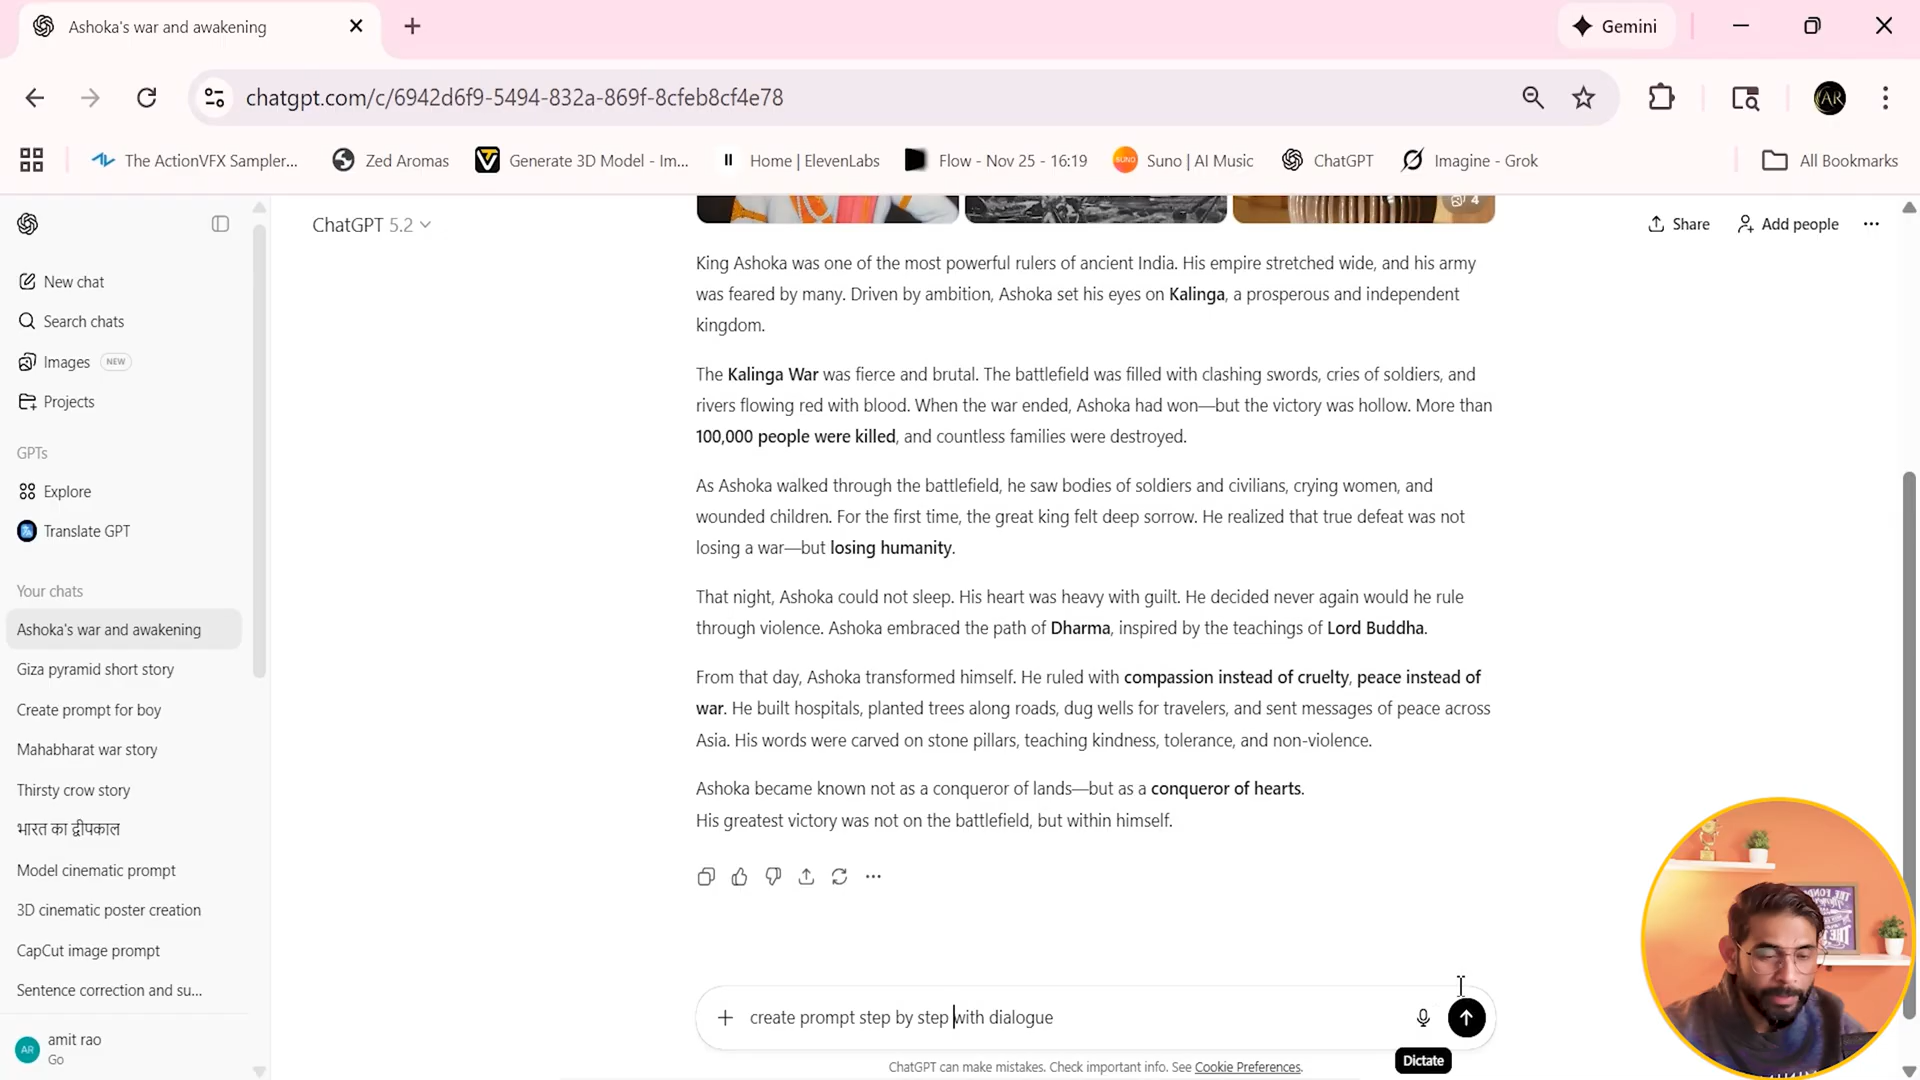 Ashoka's war and awakening
Gemini
chatgpt.com/c/6942d6f9-5494-832a-869f-8cfeb8cf4e78
AR
The ActionVFX Sampler...
Zed Aromas
Generate 3D Model - Im...
Home | ElevenLabs
Flow - Nov 25 - 16:19
SUNO
Suno | AI Music
ChatGPT
Imagine - Grok
All Bookmarks
ChatGPT 5.2
Share
Add people
4
New chat
Search chats
Images NEW
Projects
GPTs
Explore
Translate GPT
Your chats
Ashoka's war and awakening
Giza pyramid short story
Create prompt for boy
Mahabharat war story
Thirsty crow story
भारत का द्वीपकाल
Model cinematic prompt
3D cinematic poster creation
CapCut image prompt
Sentence correction and su...
AR
amit rao
Go
King Ashoka was one of the most powerful rulers of ancient India. His empire stretched wide, and his army
was feared by many. Driven by ambition, Ashoka set his eyes on Kalinga, a prosperous and independent
kingdom.
The Kalinga War was fierce and brutal. The battlefield was filled with clashing swords, cries of soldiers, and
rivers flowing red with blood. When the war ended, Ashoka had won—but the victory was hollow. More than
100,000 people were killed, and countless families were destroyed.
As Ashoka walked through the battlefield, he saw bodies of soldiers and civilians, crying women, and
wounded children. For the first time, the great king felt deep sorrow. He realized that true defeat was not
losing a war—but losing humanity.
That night, Ashoka could not sleep. His heart was heavy with guilt. He decided never again would he rule
through violence. Ashoka embraced the path of Dharma, inspired by the teachings of Lord Buddha.
From that day, Ashoka transformed himself. He ruled with compassion instead of cruelty, peace instead of
war. He built hospitals, planted trees along roads, dug wells for travelers, and sent messages of peace across
Asia. His words were carved on stone pillars, teaching kindness, tolerance, and non-violence.
Ashoka became known not as a conqueror of lands—but as a conqueror of hearts.
His greatest victory was not on the battlefield, but within himself.
create prompt step by step with dialogue
Dictate
ChatGPT can make mistakes. Check important info. See Cookie Preferences.